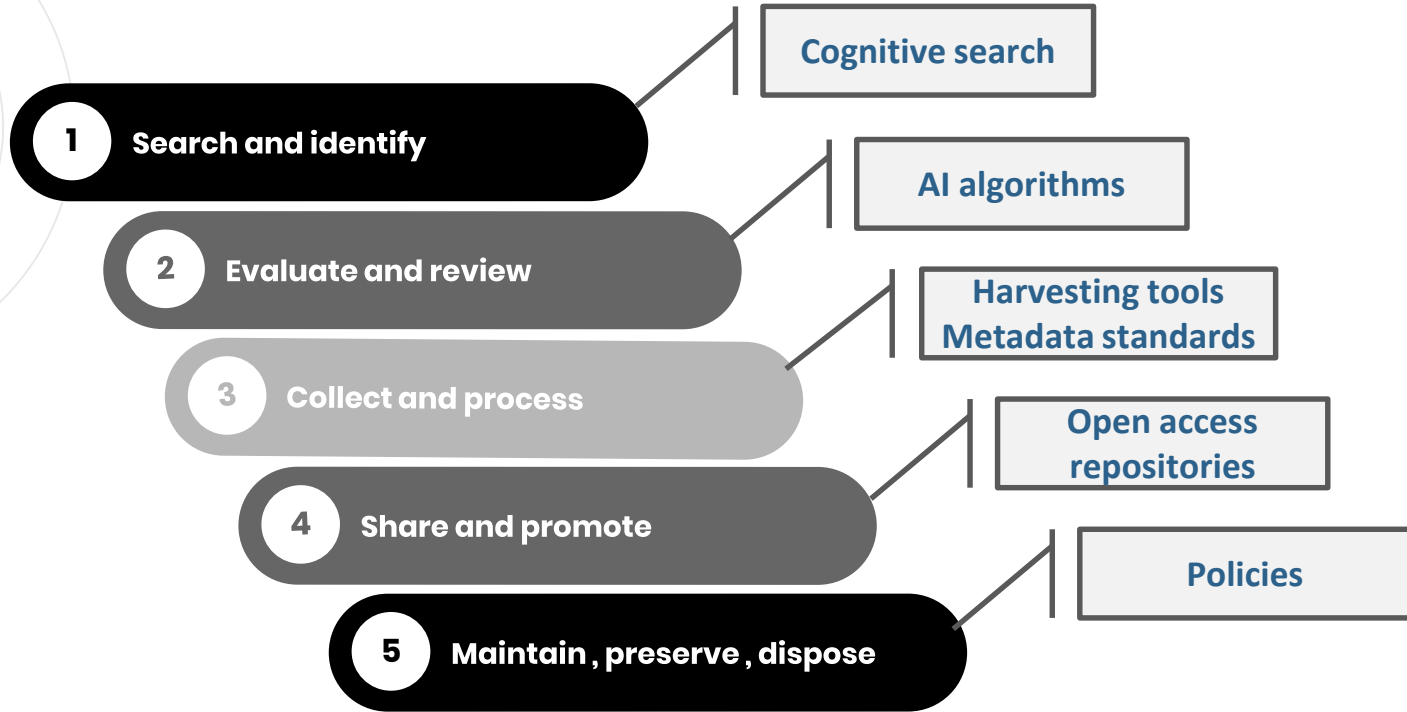 Cognitive search
1 Search and identify
AI algorithms
2 Evaluate and review
Harvesting tools
Metadata standards
3 Collect and process
Open access
repositories
4 Share and promote
Policies
5 Maintain , preserve , dispose